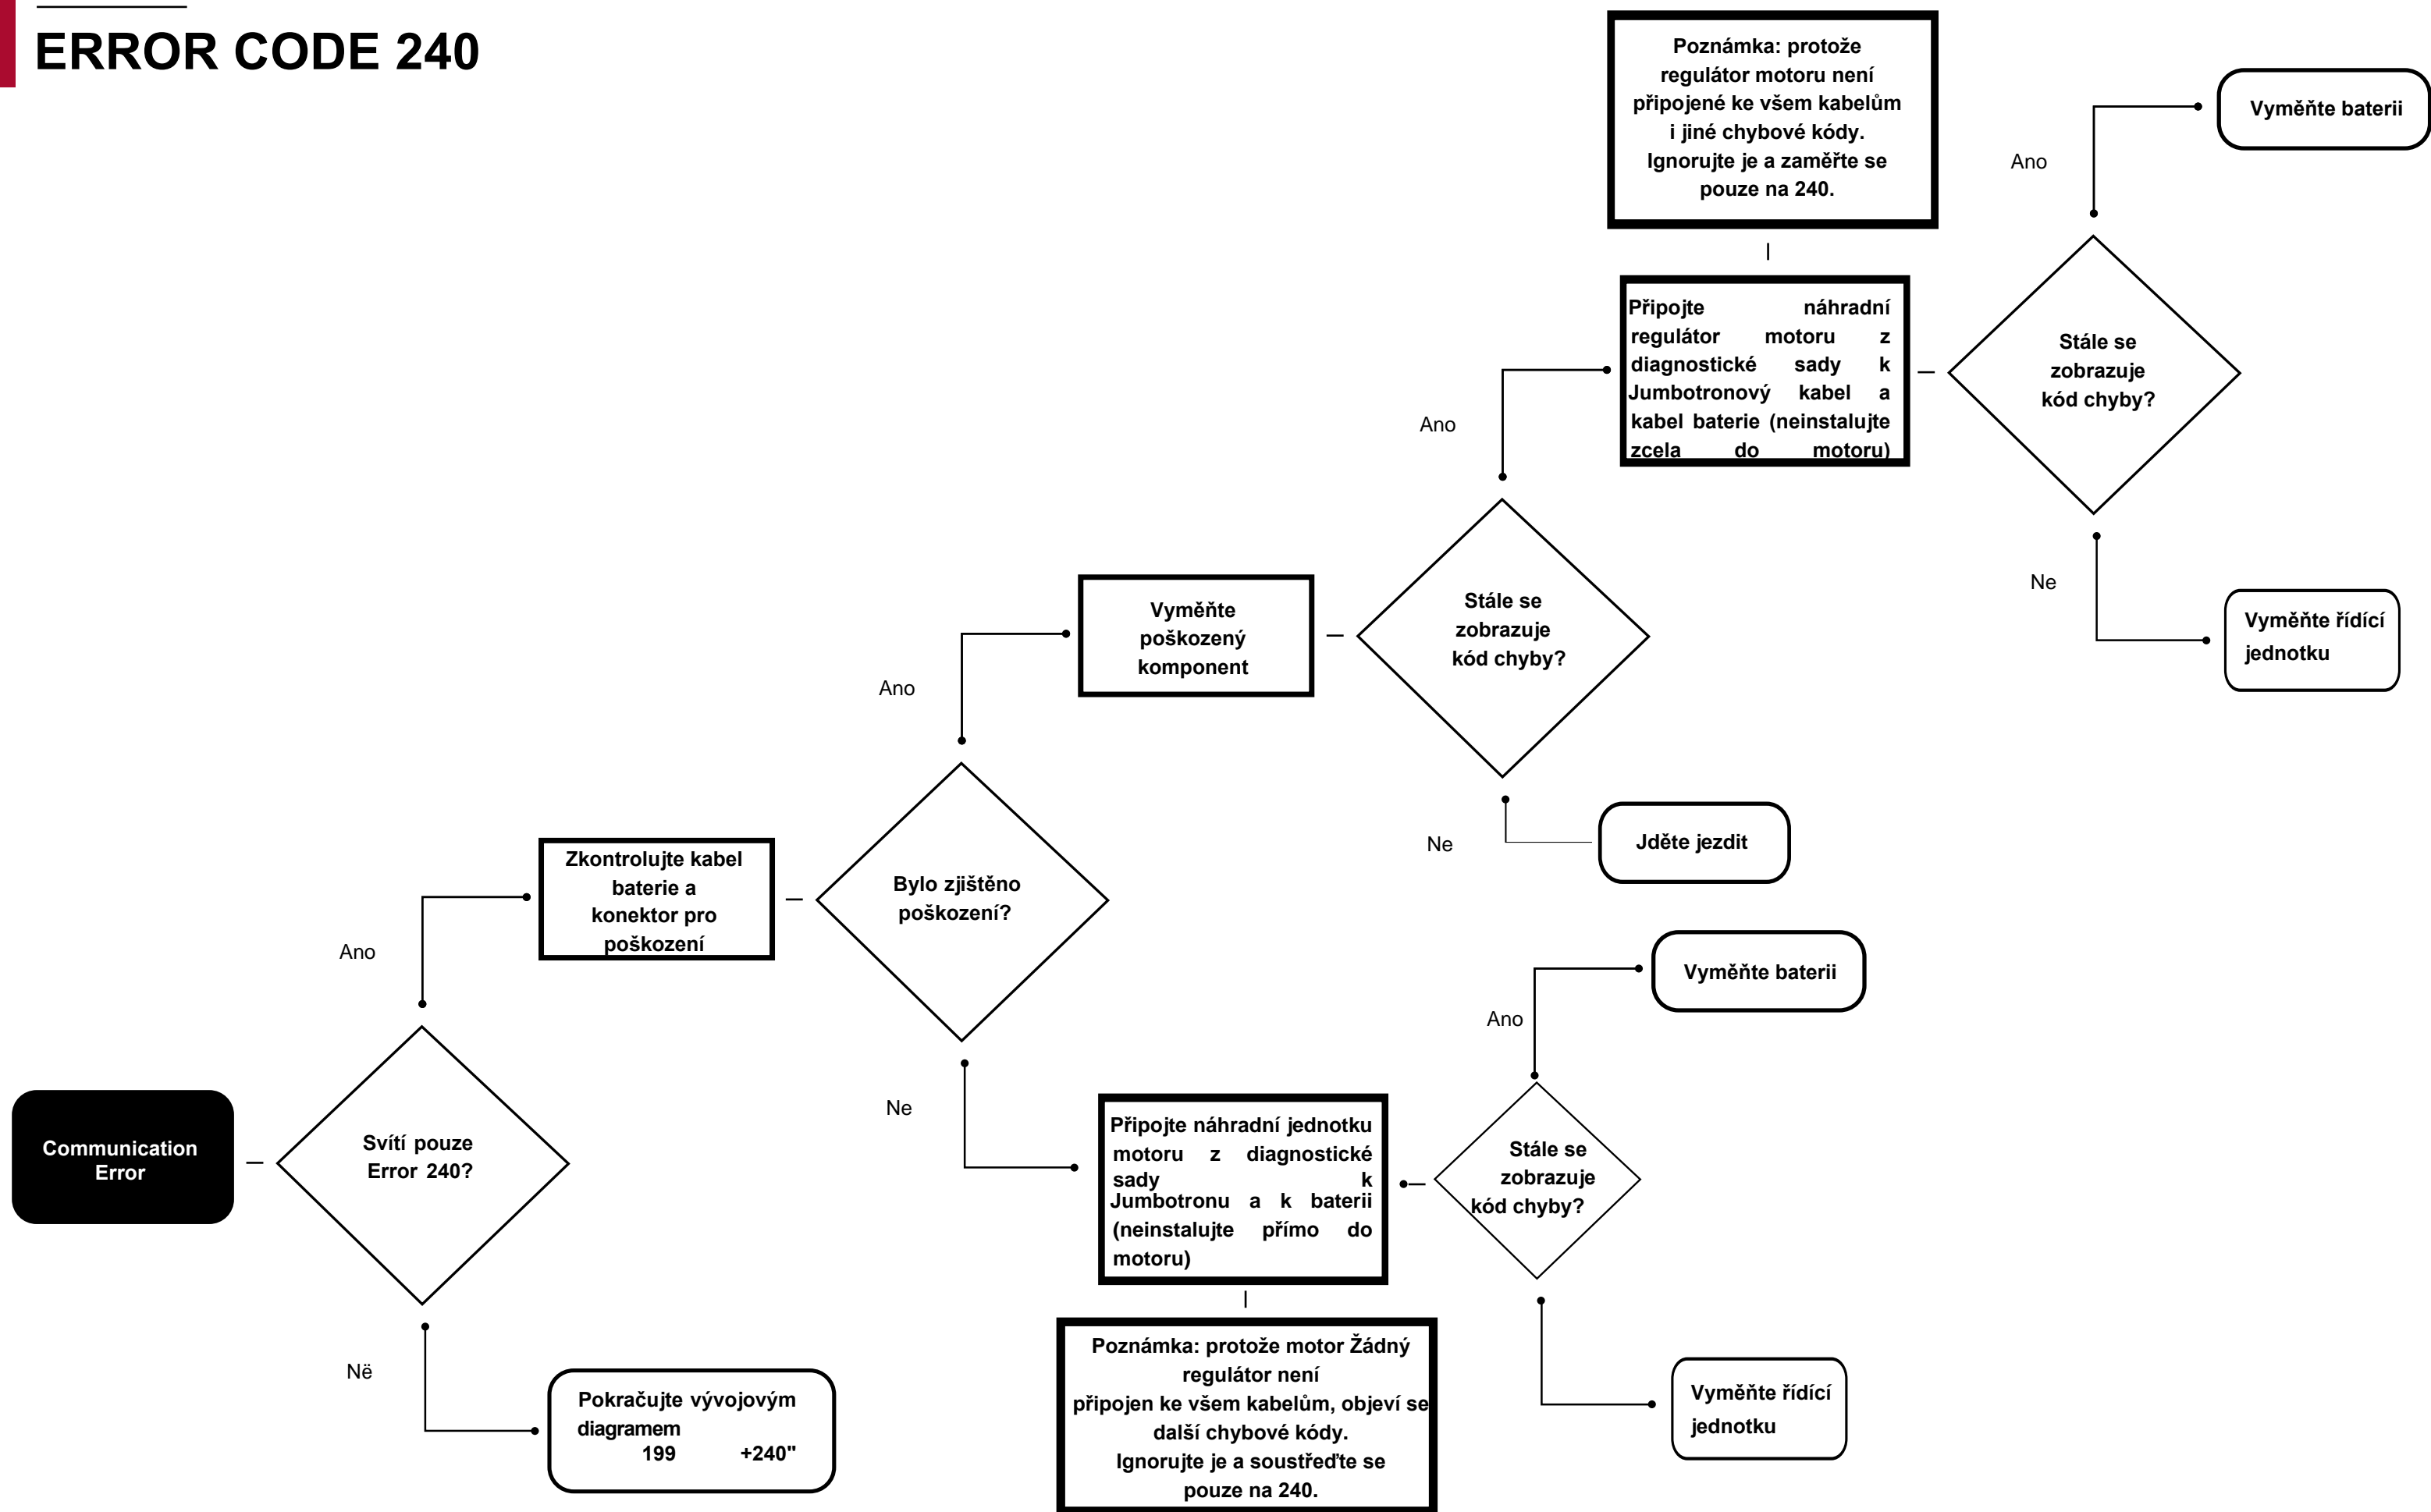 ERROR CODE 240
Poznámka: protože
regulátor motoru není
připojené ke všem kabelům
i jiné chybové kódy.
Ignorujte je a zaměřte se
pouze na 240.
Vyměňte baterii
Ano
Připojte náhradní
regulátor motoru z
diagnostické sady k
Jumbotronový kabel a
kabel baterie (neinstalujte
zcela do motoru)
Stále se
zobrazuje
kód chyby?
Ano
Ne
Vyměňte řídící
jednotku
Vyměňte
poškozený
komponent
Stále se
zobrazuje
kód chyby?
Ano
Ne
Jděte jezdit
Zkontrolujte kabel
baterie a
konektor pro
poškození
Bylo zjištěno
poškození?
Ano
Vyměňte baterii
Ano
Ne
Communication
Error
Svítí pouze
Error 240?
Připojte náhradní jednotku
motoru z diagnostické
sady k
Jumbotronu a k baterii
(neinstalujte přímo do
motoru)
Stále se
zobrazuje
kód chyby?
Në
Pokračujte vývojovým
diagramem
199 +240"
Poznámka: protože motor Žádný
regulátor není
připojen ke všem kabelům, objeví se
další chybové kódy.
Ignorujte je a soustřeďte se
pouze na 240.
Vyměňte řídící
jednotku